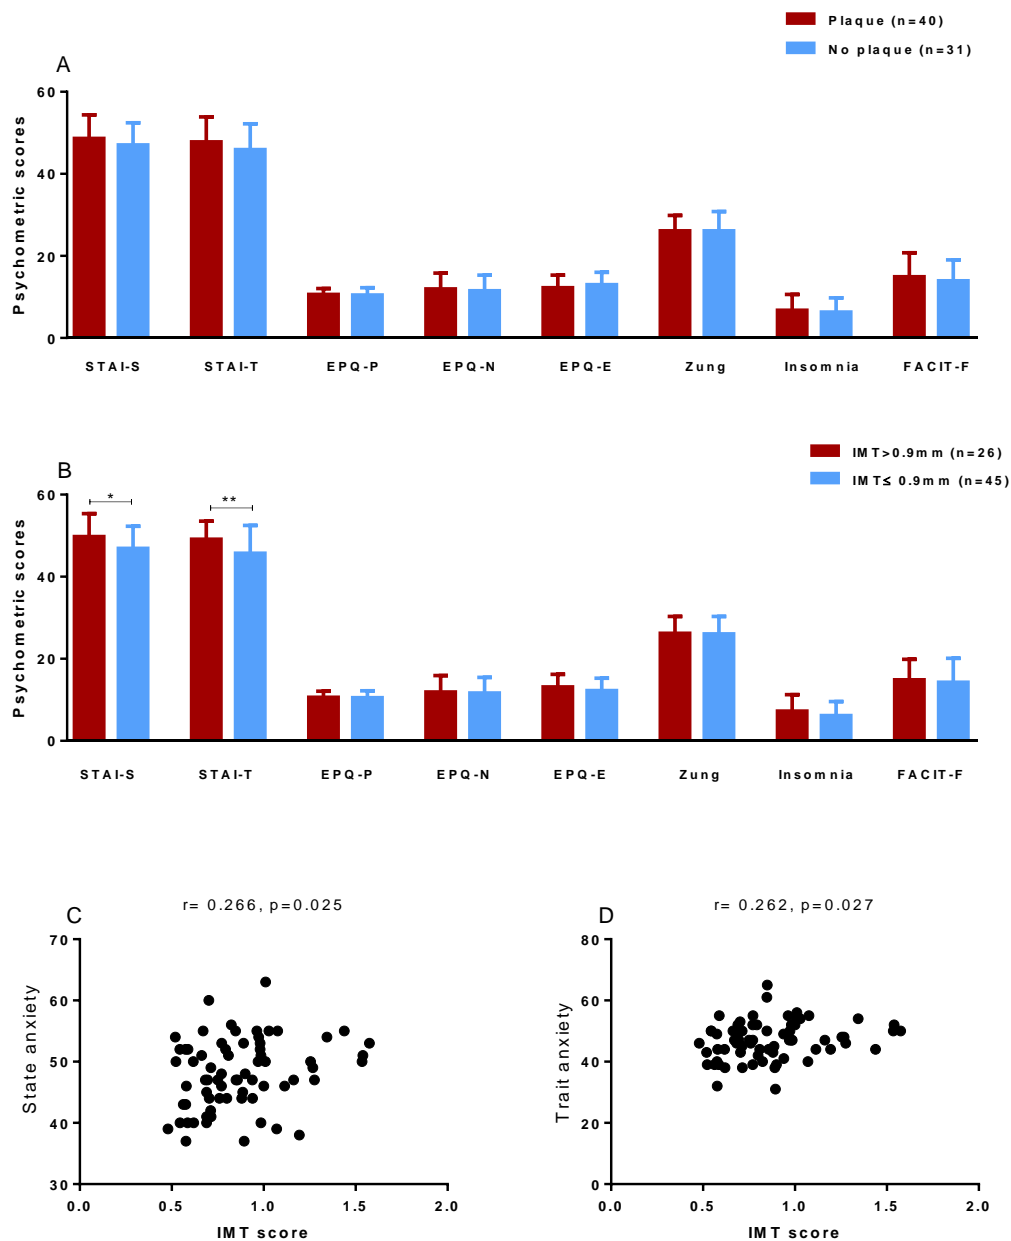 Plaque (n=40)
No plaque (n=31)
A
Psychometric scores
60
40
20
0
STAI-S STAI-T EPQ-P EPQ-N EPQ-E Zung Insomnia FACIT-F
IMT>0.9mm (n=26)
IMT≤ 0.9mm (n=45)
B
Psychometric scores
60
40
20
0
* **
STAI-S STAI-T EPQ-P EPQ-N EPQ-E Zung Insomnia FACIT-F
C
r= 0.266, p=0.025
State anxiety
70
60
50
40
30
0.0 0.5 1.0 1.5 2.0
IMT score
D
r= 0.262, p=0.027
Trait anxiety
80
60
40
20
0
0.0 0.5 1.0 1.5 2.0
IMT score